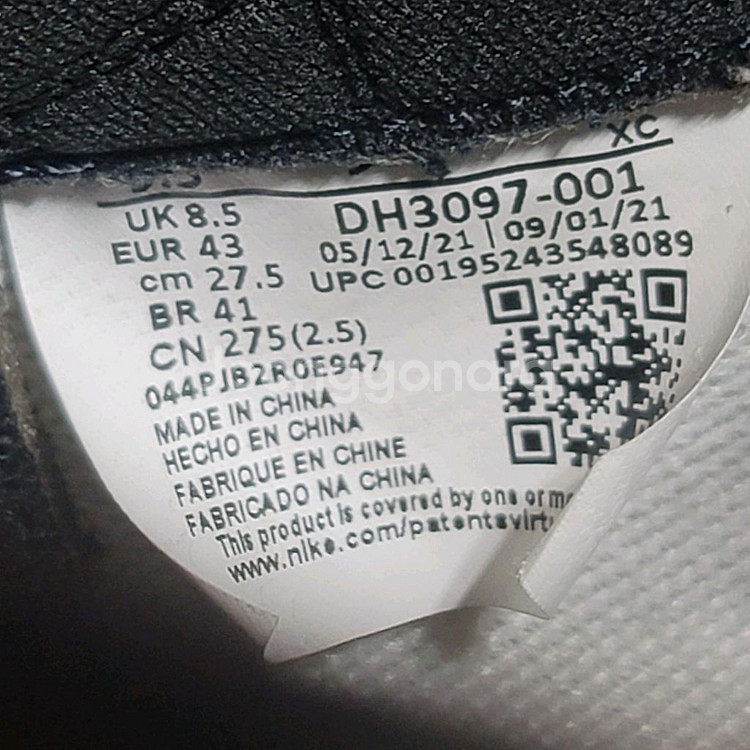 XC
UK 8.5
EUR 43
cm 27.5
BR 41
CN 275(2.5)
DH3097-001
05/12/21 | 09/01/21
UPC 00195243548089
044PJB2R0E947
MADE IN CHINA
HECHO EN CHINA
FABRIQUE EN CHINE
FABRICADO NA CHINA
This product is covered by one or
www.nike.com/patents